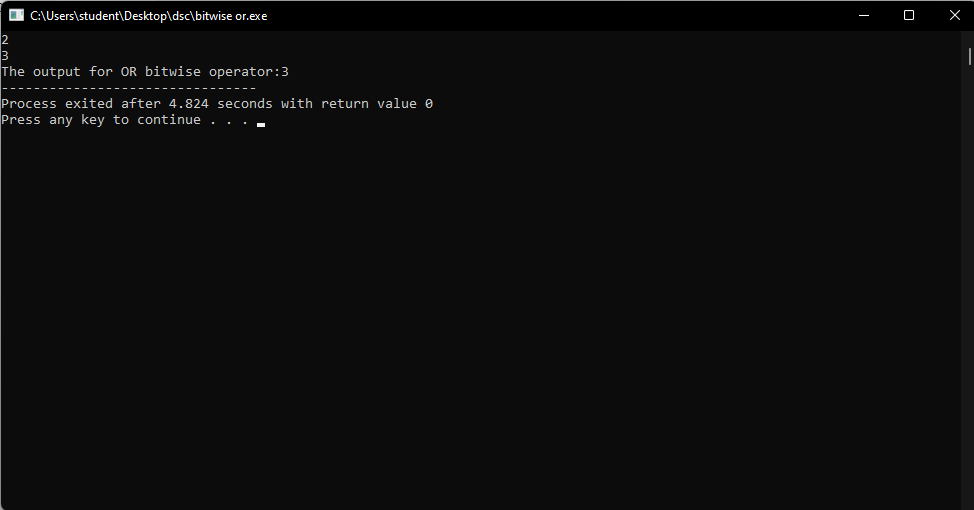 C:\Users\student\Desktop\dsc\bitwise or.exe
2
3
The output for OR bitwise operator:3
--------------------------------
Process exited after 4.824 seconds with return value 0
Press any key to continue . . .